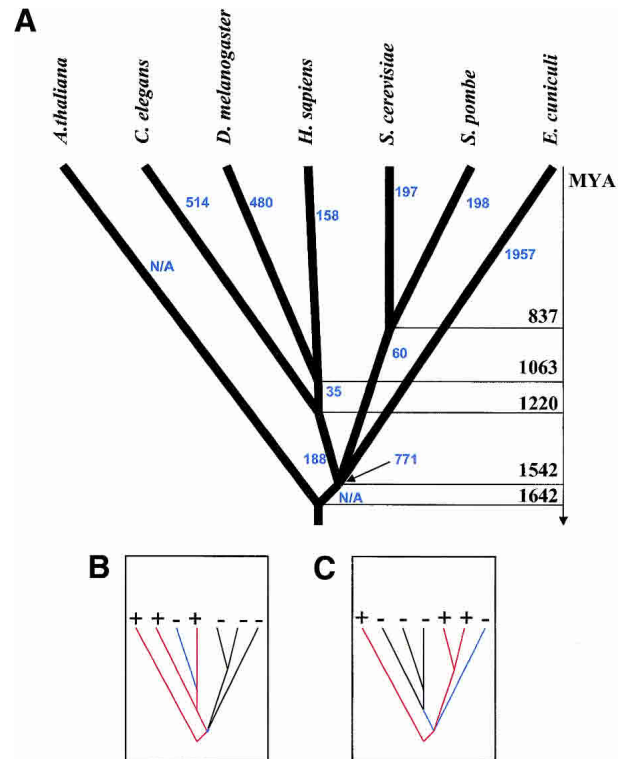 A
A.thaliana
C. elegans
D. melanogaster
H. sapiens
S. cerevisiae
S. pombe
E. cuniculi
MYA
514 480 158 197 198
N/A 1957
837
60
1063
35
1220
188 771
1542
N/A
1642
B C
+ + - + - - - + - - - + + -